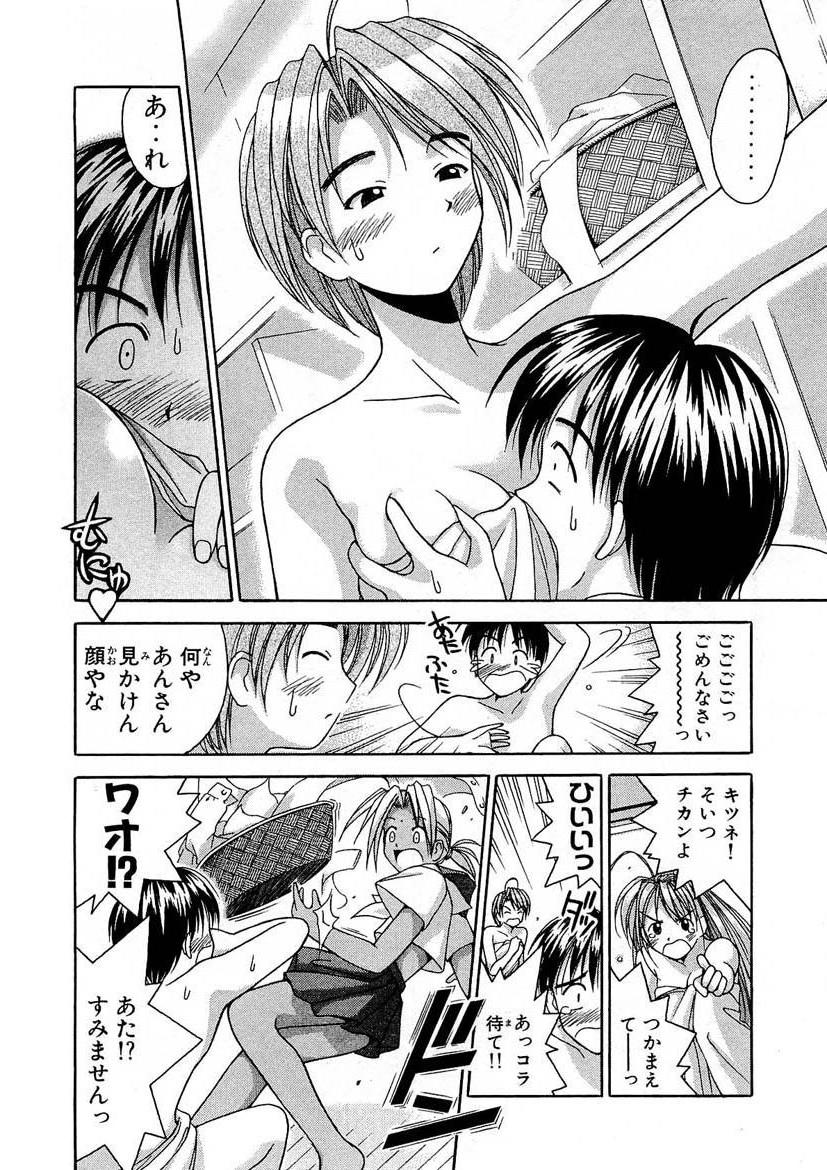 ………
あ‥れ
むにゅ♡
ごごごごっ
ごめんなさい
～～～～っ
あた
ふた
何や
あんさん
見かけん
顔やな
キツネ！
そいつ
チカンよ
つかまえ
てーーっ
ひいいっ
ダッ
あっコラ
待て!!
ワオ!?
ドン
あた!?
すみませんっ